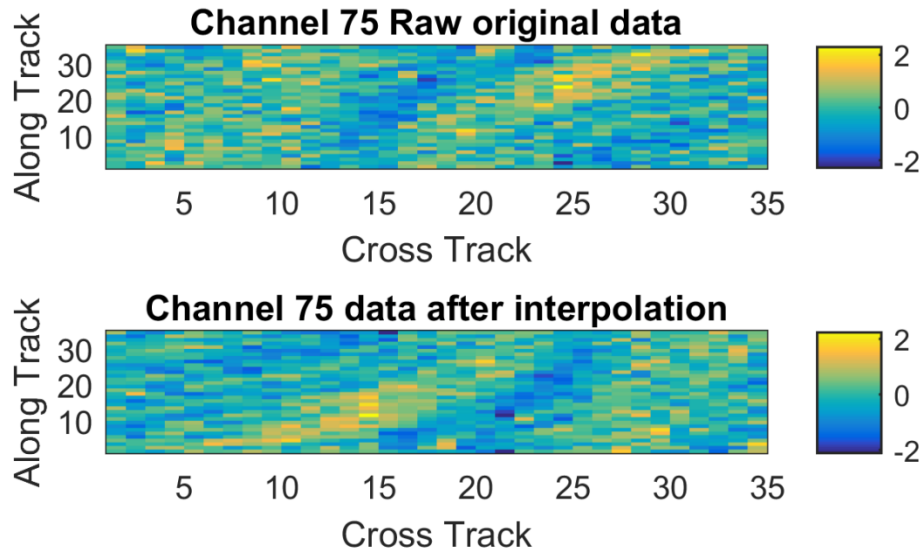 Channel 75 Raw original data
Along Track
30
20
10
5 10 15 20 25 30 35
Cross Track
2
0
-2
Channel 75 data after interpolation
Along Track
30
20
10
5 10 15 20 25 30 35
Cross Track
2
0
-2